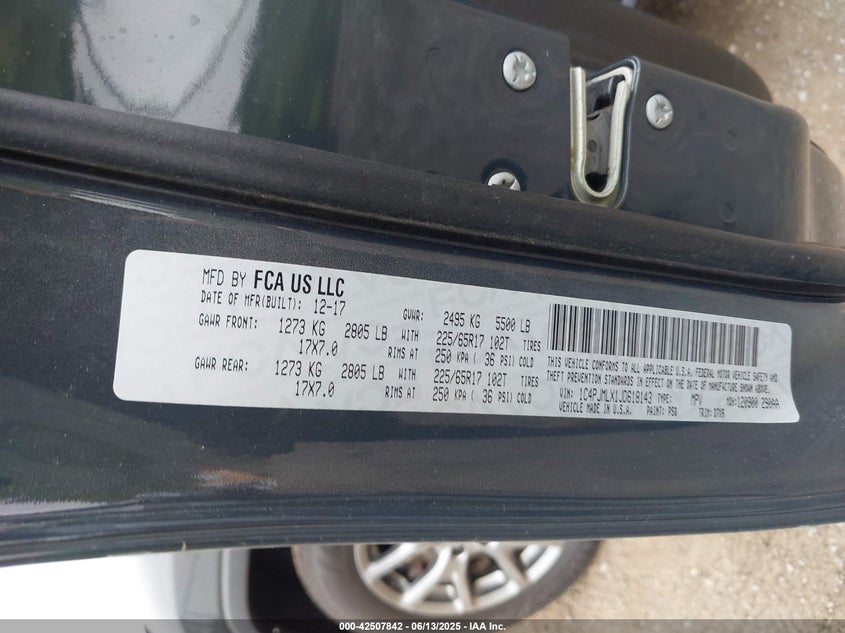 MFD BY FCA US LLC
DATE OF MFR(BUILT): 12-17 GVWR: 2495 KG 5500 LB
GAWR FRONT: 1273 KG 2805 LB WITH 225/65R17 102T TIRES
17X7.0 RIMS AT 250 KPA ( 36 PSI) COLD
GAWR REAR: 1273 KG 2805 LB WITH 225/65R17 102T TIRES
17X7.0 RIMS AT 250 KPA ( 36 PSI) COLD
THIS VEHICLE CONFORMS TO ALL APPLICABLE U.S.A. FEDERAL MOTOR VEHICLE SAFETY AND
THEFT PREVENTION STANDARDS IN EFFECT ON THE DATE OF MANUFACTURE SHOWN ABOVE.
VIN: 1C4PJMLX1JD618143 TYPE: MPV MDH: 120900 290AA
VEHICLE MADE IN U.S.A. PAINT: TRIM:
000-42507842 - 06/13/2025 - IAA Inc.